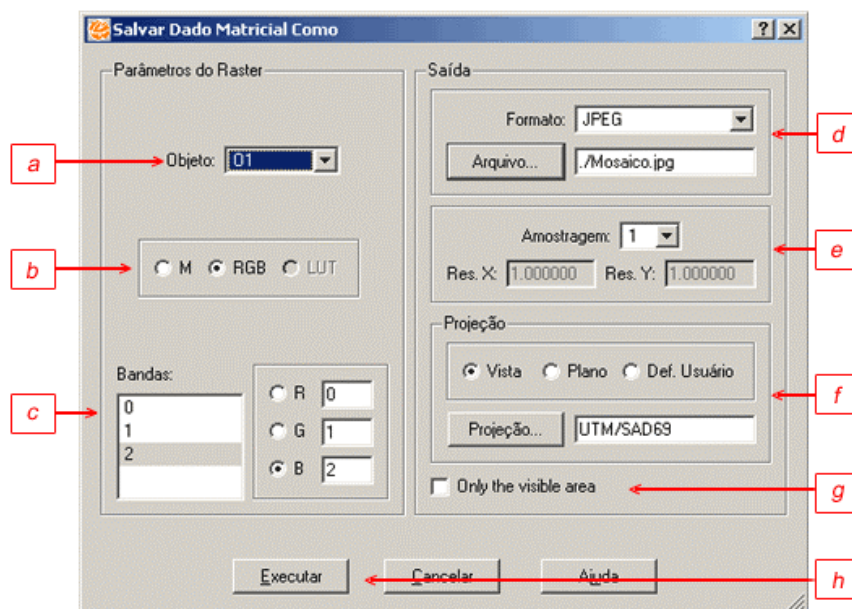 Salvar Dado Matricial Como
Parâmetros do Raster
a
Objeto: O1
b
M RGB LUT
Bandas:
c
0
1
2
R 0
G 1
B 2
Saída
Formato: JPEG
d
Arquivo... ./Mosaico.jpg
Amostragem: 1
e
Res. X: 1.000000 Res. Y: 1.000000
Projeção
Vista Plano Def. Usuário
f
Projeção... UTM/SAD69
Only the visible area
g
Executar Cancelar Ajuda
h